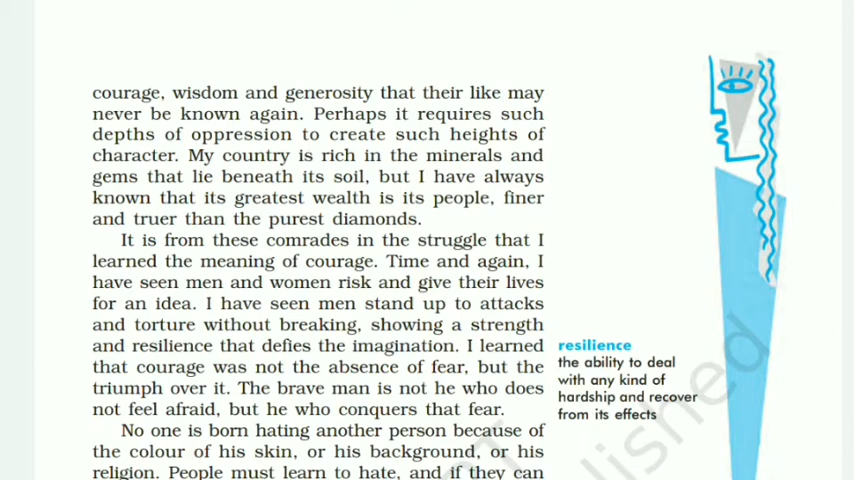 courage, wisdom and generosity that their like may
never be known again. Perhaps it requires such
depths of oppression to create such heights of
character. My country is rich in the minerals and
gems that lie beneath its soil, but I have always
known that its greatest wealth is its people, finer
and truer than the purest diamonds.
It is from these comrades in the struggle that I
learned the meaning of courage. Time and again, I
have seen men and women risk and give their lives
for an idea. I have seen men stand up to attacks
and torture without breaking, showing a strength
and resilience that defies the imagination. I learned
that courage was not the absence of fear, but the
triumph over it. The brave man is not he who does
not feel afraid, but he who conquers that fear.
No one is born hating another person because of
the colour of his skin, or his background, or his
religion. People must learn to hate, and if they can
resilience
the ability to deal
with any kind of
hardship and recover
from its effects